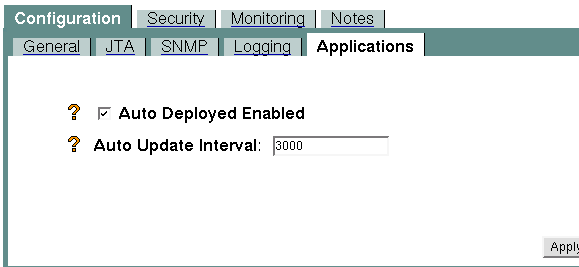 Configuration Security Monitoring Notes
General JTA SNMP Logging Applications
? Auto Deployed Enabled
? Auto Update Interval: 3000
Apply